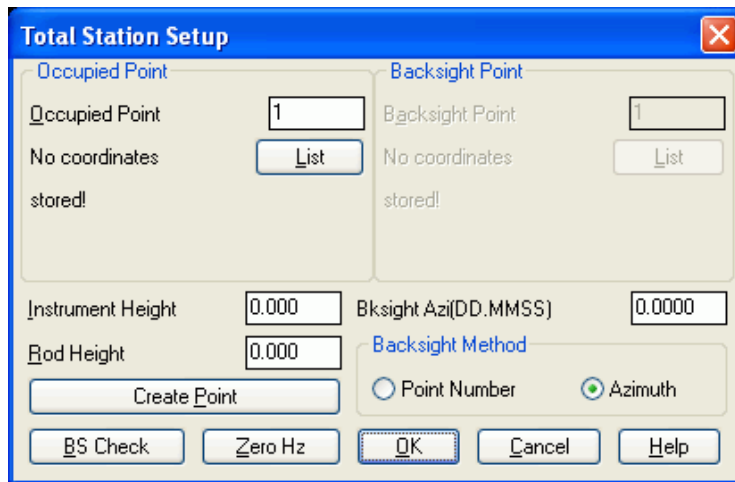 Total Station Setup
Occupied Point
Occupied Point 1
No coordinates List
stored!
Backsight Point
Backsight Point 1
No coordinates List
stored!
Instrument Height 0.000
Bksight Azi(DD.MMSS) 0.0000
Rod Height 0.000
Backsight Method
Point Number Azimuth
Create Point
BS Check Zero Hz OK Cancel Help